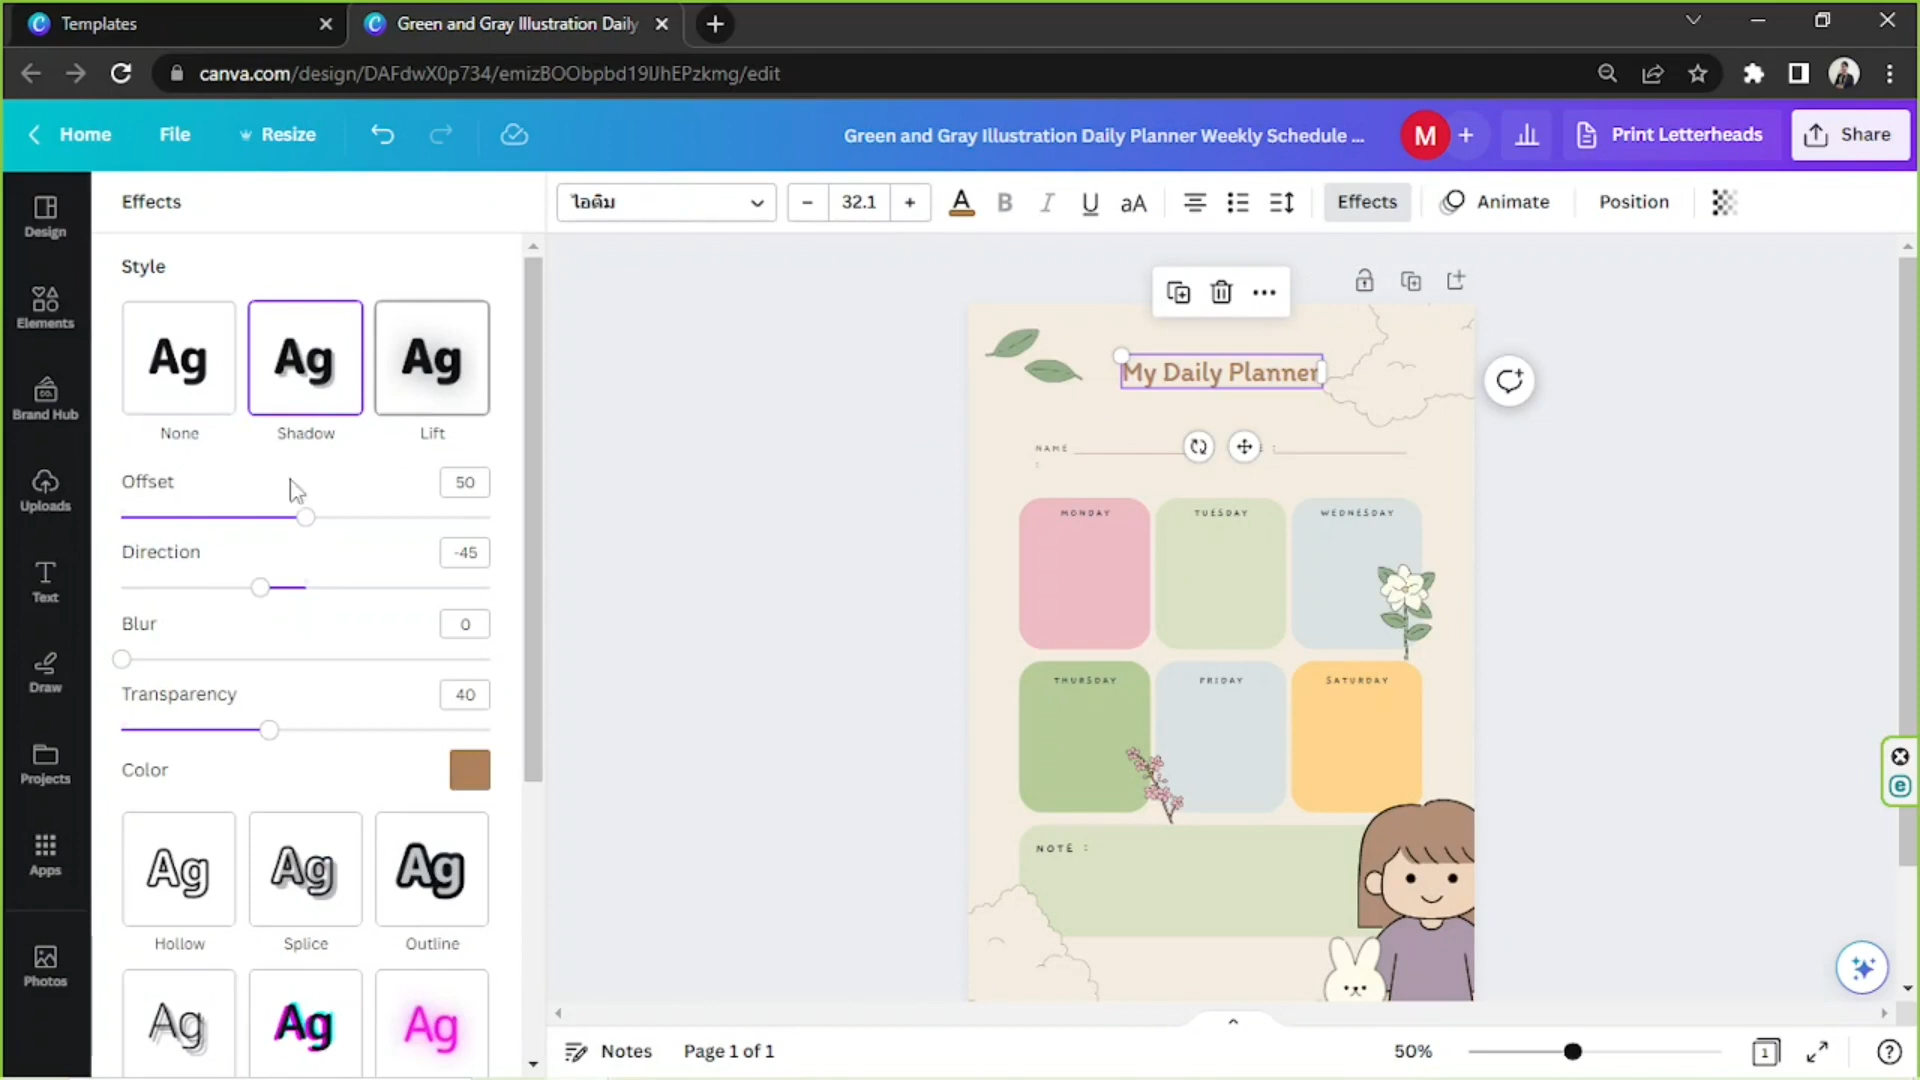 Templates
Green and Gray Illustration Daily
canva.com/design/DAFdwX0p734/emizBOObpbd19IJhEPzkmg/edit
Home
File
Resize
Green and Gray Illustration Daily Planner Weekly Schedule ...
M
Print Letterheads
Share
Effects
ไอติม
32.1
A
B
I
U
aA
Effects
Animate
Position
Design
Elements
Brand Hub
Uploads
Text
Draw
Projects
Apps
Photos
Style
Ag
Ag
Ag
None
Shadow
Lift
Offset
50
Direction
-45
Blur
0
Transparency
40
Color
Ag
Ag
Ag
Hollow
Splice
Outline
Ag
Ag
Ag
My Daily Planner
NAME
:
:
MONDAY
TUESDAY
WEDNESDAY
THURSDAY
FRIDAY
SATURDAY
NOTE :
Notes
Page 1 of 1
50%
1